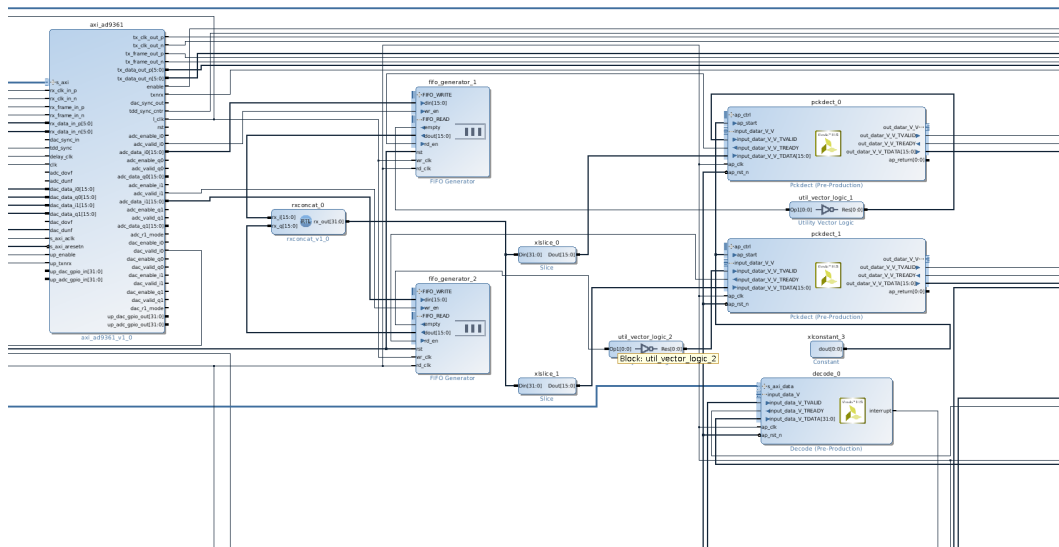 axi_ad9361
s_axi
rx_clk_in_p
rx_clk_in_n
rx_frame_in_p
rx_frame_in_n
rx_data_in_p[5:0]
rx_data_in_n[5:0]
dac_sync_in
tdd_sync
delay_clk
clk
adc_dovf
adc_dunf
dac_data_i0[15:0]
dac_data_q0[15:0]
dac_data_i1[15:0]
dac_data_q1[15:0]
dac_dovf
dac_dunf
s_axi_aclk
s_axi_aresetn
up_enable
up_txnrx
up_dac_gpio_in[31:0]
up_adc_gpio_in[31:0]
tx_clk_out_p
tx_clk_out_n
tx_frame_out_p
tx_frame_out_n
tx_data_out_p[5:0]
tx_data_out_n[5:0]
enable
txnrx
dac_sync_out
tdd_sync_cntr
l_clk
rst
adc_enable_i0
adc_valid_i0
adc_data_i0[15:0]
adc_enable_q0
adc_valid_q0
adc_data_q0[15:0]
adc_enable_i1
adc_valid_i1
adc_data_i1[15:0]
adc_enable_q1
adc_valid_q1
adc_data_q1[15:0]
adc_r1_mode
dac_enable_i0
dac_valid_i0
dac_enable_q0
dac_valid_q0
dac_enable_i1
dac_valid_i1
dac_enable_q1
dac_valid_q1
dac_r1_mode
up_dac_gpio_out[31:0]
up_adc_gpio_out[31:0]
axi_ad9361_v1_0
rxconcat_0
rx_i[15:0]
rx_q[15:0]
rx_out[31:0]
rxconcat_v1_0
fifo_generator_1
FIFO_WRITE
din[15:0]
wr_en
FIFO_READ
empty
dout[15:0]
rd_en
rst
wr_clk
rd_clk
FIFO Generator
xlslice_0
Din[31:0] Dout[15:0]
Slice
fifo_generator_2
FIFO_WRITE
din[15:0]
wr_en
FIFO_READ
empty
dout[15:0]
rd_en
rst
wr_clk
rd_clk
FIFO Generator
xlslice_1
Din[31:0] Dout[15:0]
Slice
util_vector_logic_2
Op1[0:0] Res[0:0]
Block: util_vector_logic_2
pckdect_0
ap_ctrl
ap_start
input_datar_V_V
input_datar_V_V_TVALID
input_datar_V_V_TREADY
input_datar_V_V_TDATA[15:0]
ap_clk
ap_rst_n
out_datar_V_V
out_datar_V_V_TVALID
out_datar_V_V_TREADY
out_datar_V_V_TDATA[15:0]
ap_return[0:0]
Pckdect (Pre-Production)
util_vector_logic_1
Op1[0:0] Res[0:0]
Utility Vector Logic
pckdect_1
ap_ctrl
ap_start
input_datar_V_V
input_datar_V_V_TVALID
input_datar_V_V_TREADY
input_datar_V_V_TDATA[15:0]
ap_clk
ap_rst_n
out_datar_V_V
out_datar_V_V_TVALID
out_datar_V_V_TREADY
out_datar_V_V_TDATA[15:0]
ap_return[0:0]
Pckdect (Pre-Production)
xlconstant_3
dout[0:0]
Constant
decode_0
s_axi_data
input_data_V
input_data_V_TVALID
input_data_V_TREADY
input_data_V_TDATA[31:0]
ap_clk
ap_rst_n
interrupt
Decode (Pre-Production)